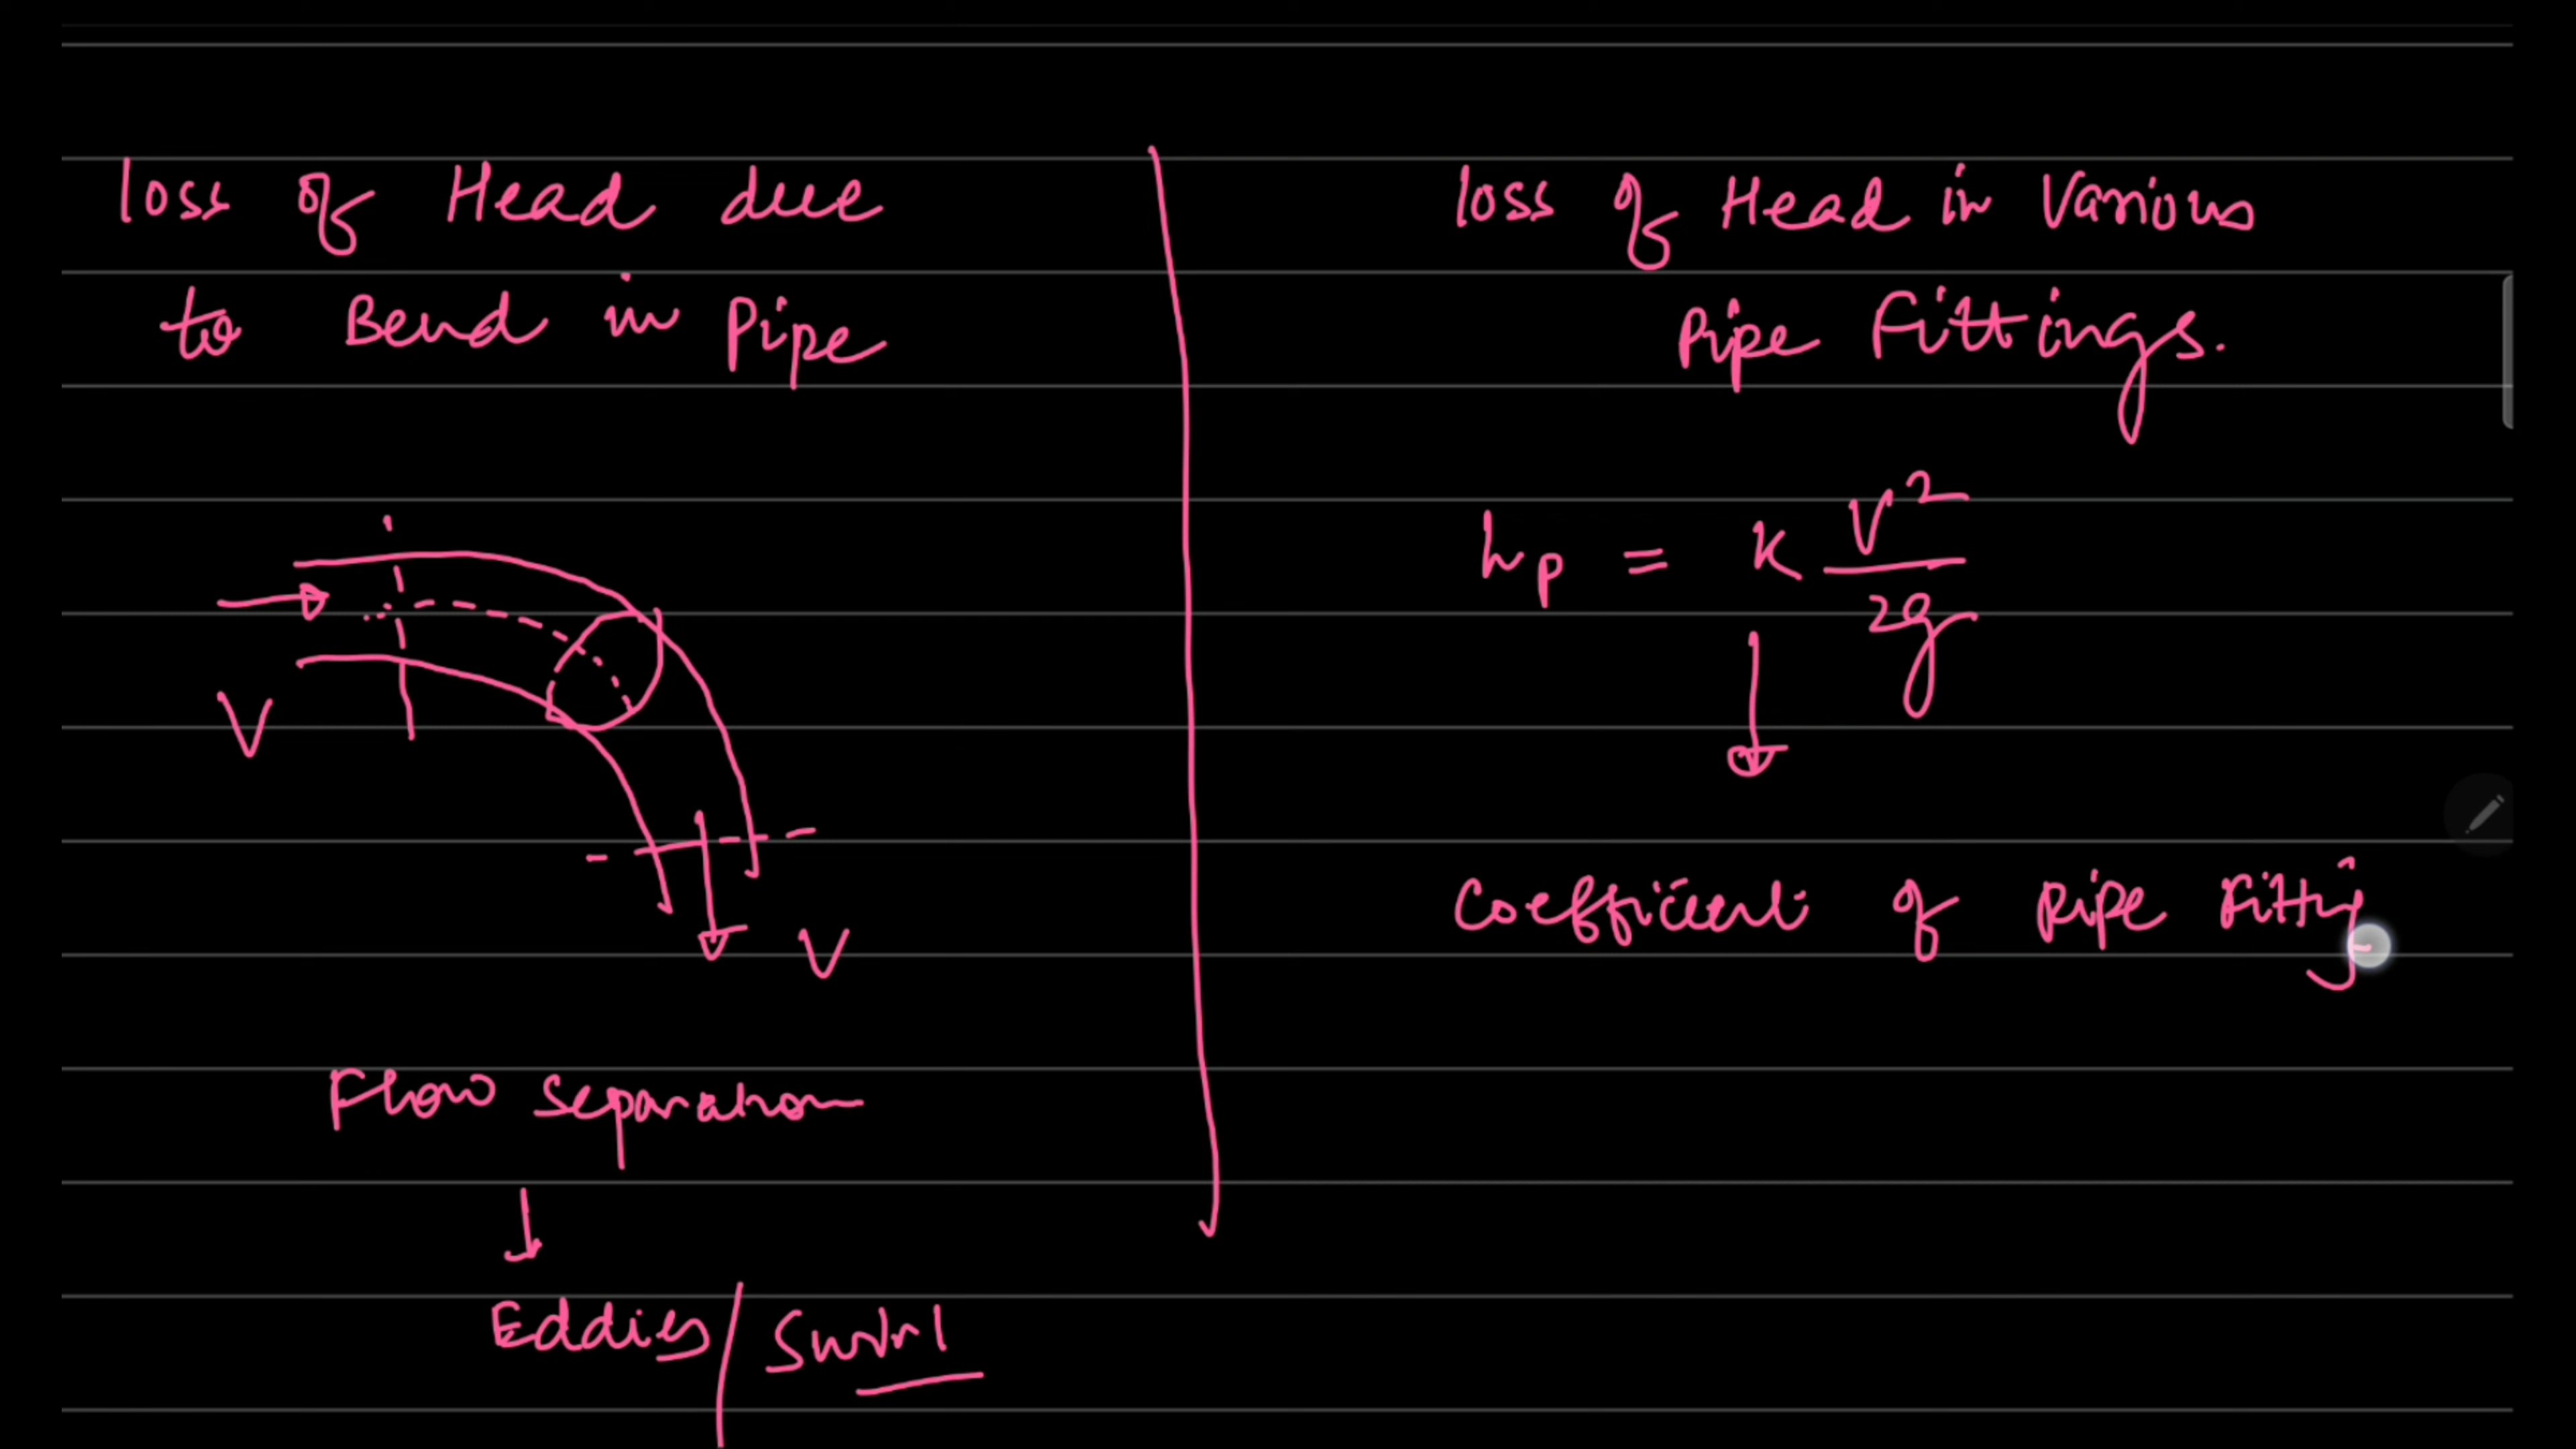 loss of Head due
to Bend in Pipe
V
V
Flow Separation
Eddies / Swirl
loss of Head in Various
Pipe Fittings.
hp = k V²/2g
Coefficient of Pipe Fitting